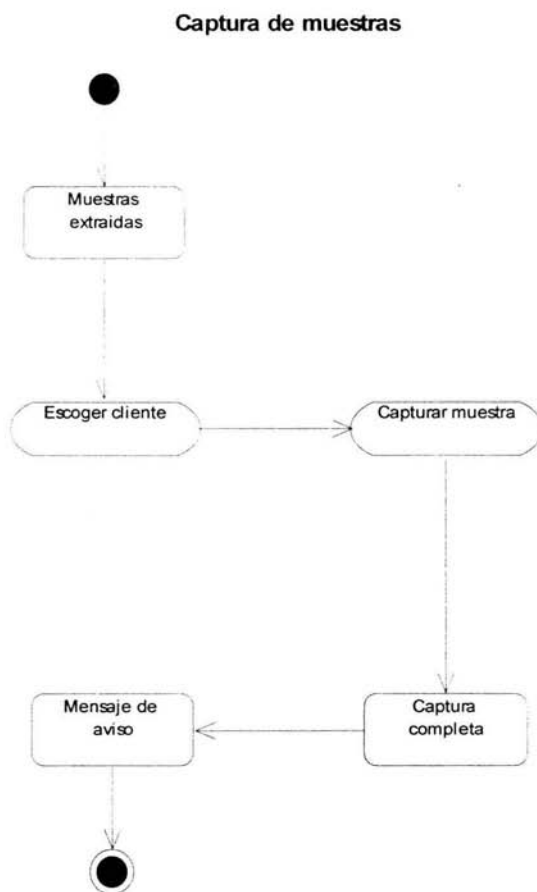 Captura de muestras
Muestras
extraidas
Escoger cliente
Capturar muestra
Mensaje de
aviso
Captura
completa